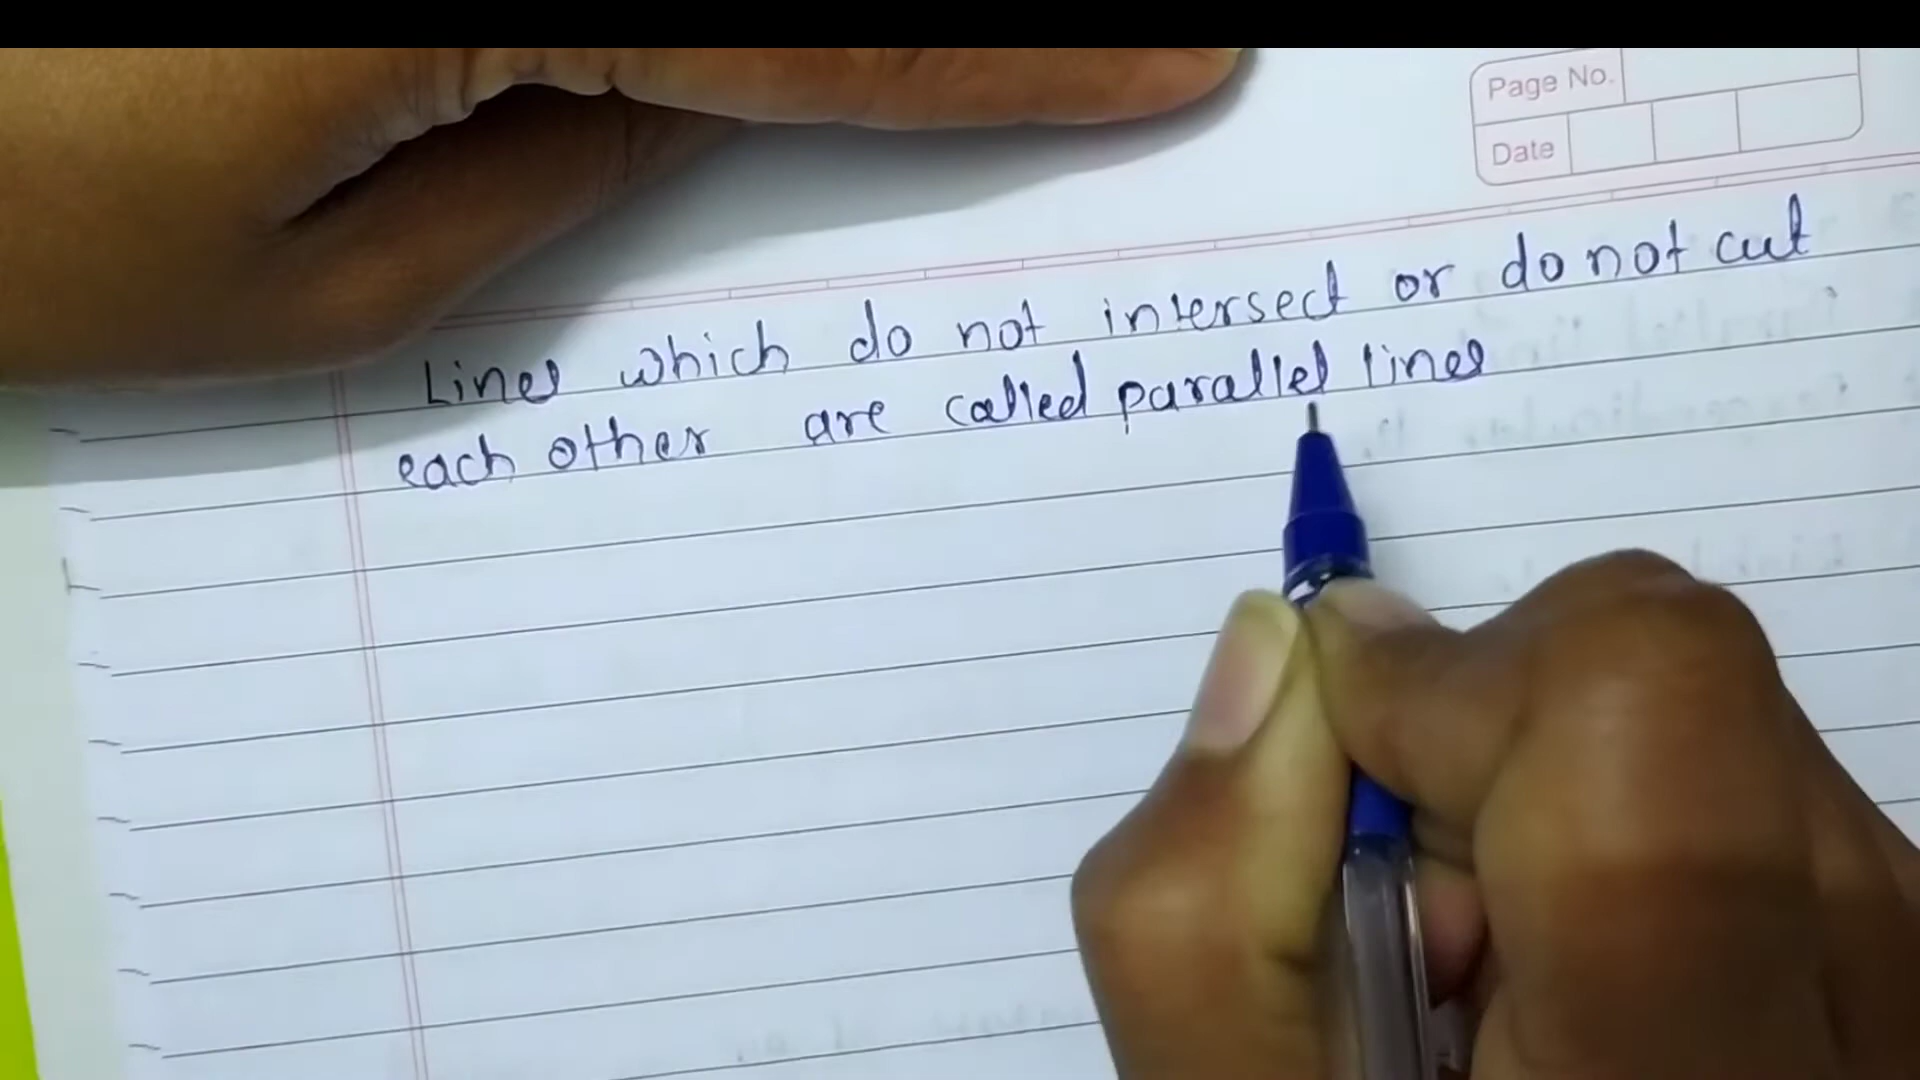 Page No.
Date
Lines which do not intersect or do not cut
each other are called parallel lines